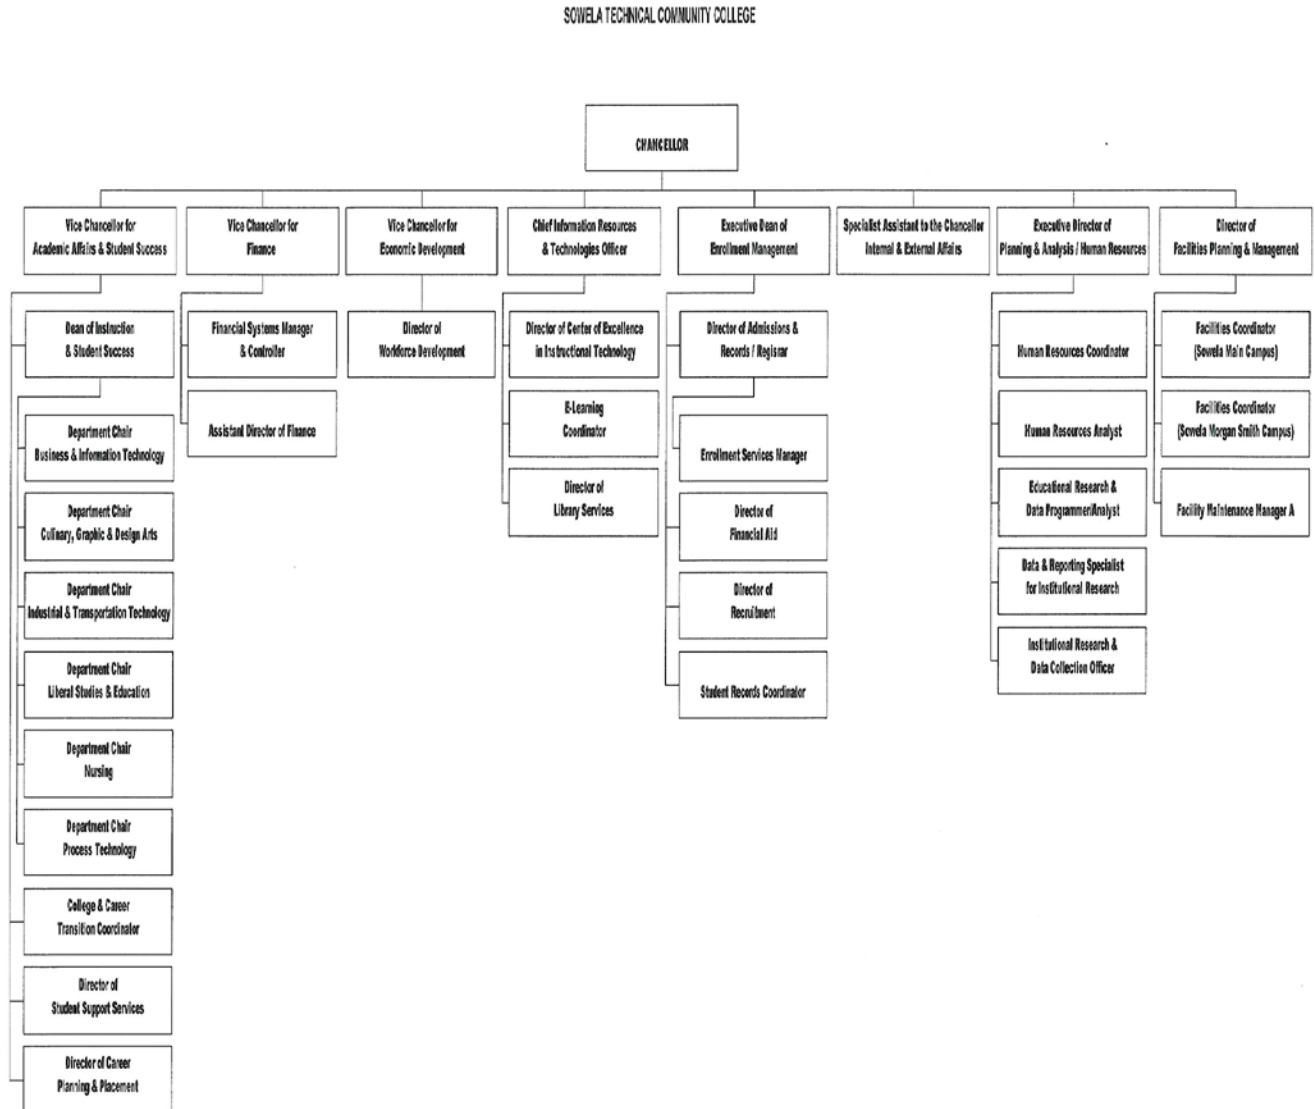 SOWELA TECHNICAL COMMUNITY COLLEGE
CHANCELLOR
Vice Chancellor for
Academic Affairs & Student Success
Vice Chancellor for
Finance
Vice Chancellor for
Economic Development
Chief Information Resources
& Technologies Officer
Executive Dean of
Enrollment Management
Specialist Assistant to the Chancellor
Internal & External Affairs
Executive Director of
Planning & Analysis / Human Resources
Director of
Facilities Planning & Management
Dean of Instruction
& Student Success
Department Chair
Business & Information Technology
Department Chair
Culinary, Graphic & Design Arts
Department Chair
Industrial & Transportation Technology
Department Chair
Liberal Studies & Education
Department Chair
Nursing
Department Chair
Process Technology
College & Career
Transition Coordinator
Director of
Student Support Services
Director of Career
Planning & Placement
Financial Systems Manager
& Controller
Assistant Director of Finance
Director of
Workforce Development
Director of Center of Excellence
in Instructional Technology
E-Learning
Coordinator
Director of
Library Services
Director of Admissions &
Records / Registrar
Enrollment Services Manager
Director of
Financial Aid
Director of
Recruitment
Student Records Coordinator
Human Resources Coordinator
Human Resources Analyst
Educational Research &
Data Programmer/Analyst
Data & Reporting Specialist
for Institutional Research
Institutional Research &
Data Collection Officer
Facilities Coordinator
(Sowela Main Campus)
Facilities Coordinator
(Sowela Morgan Smith Campus)
Facility Maintenance Manager A